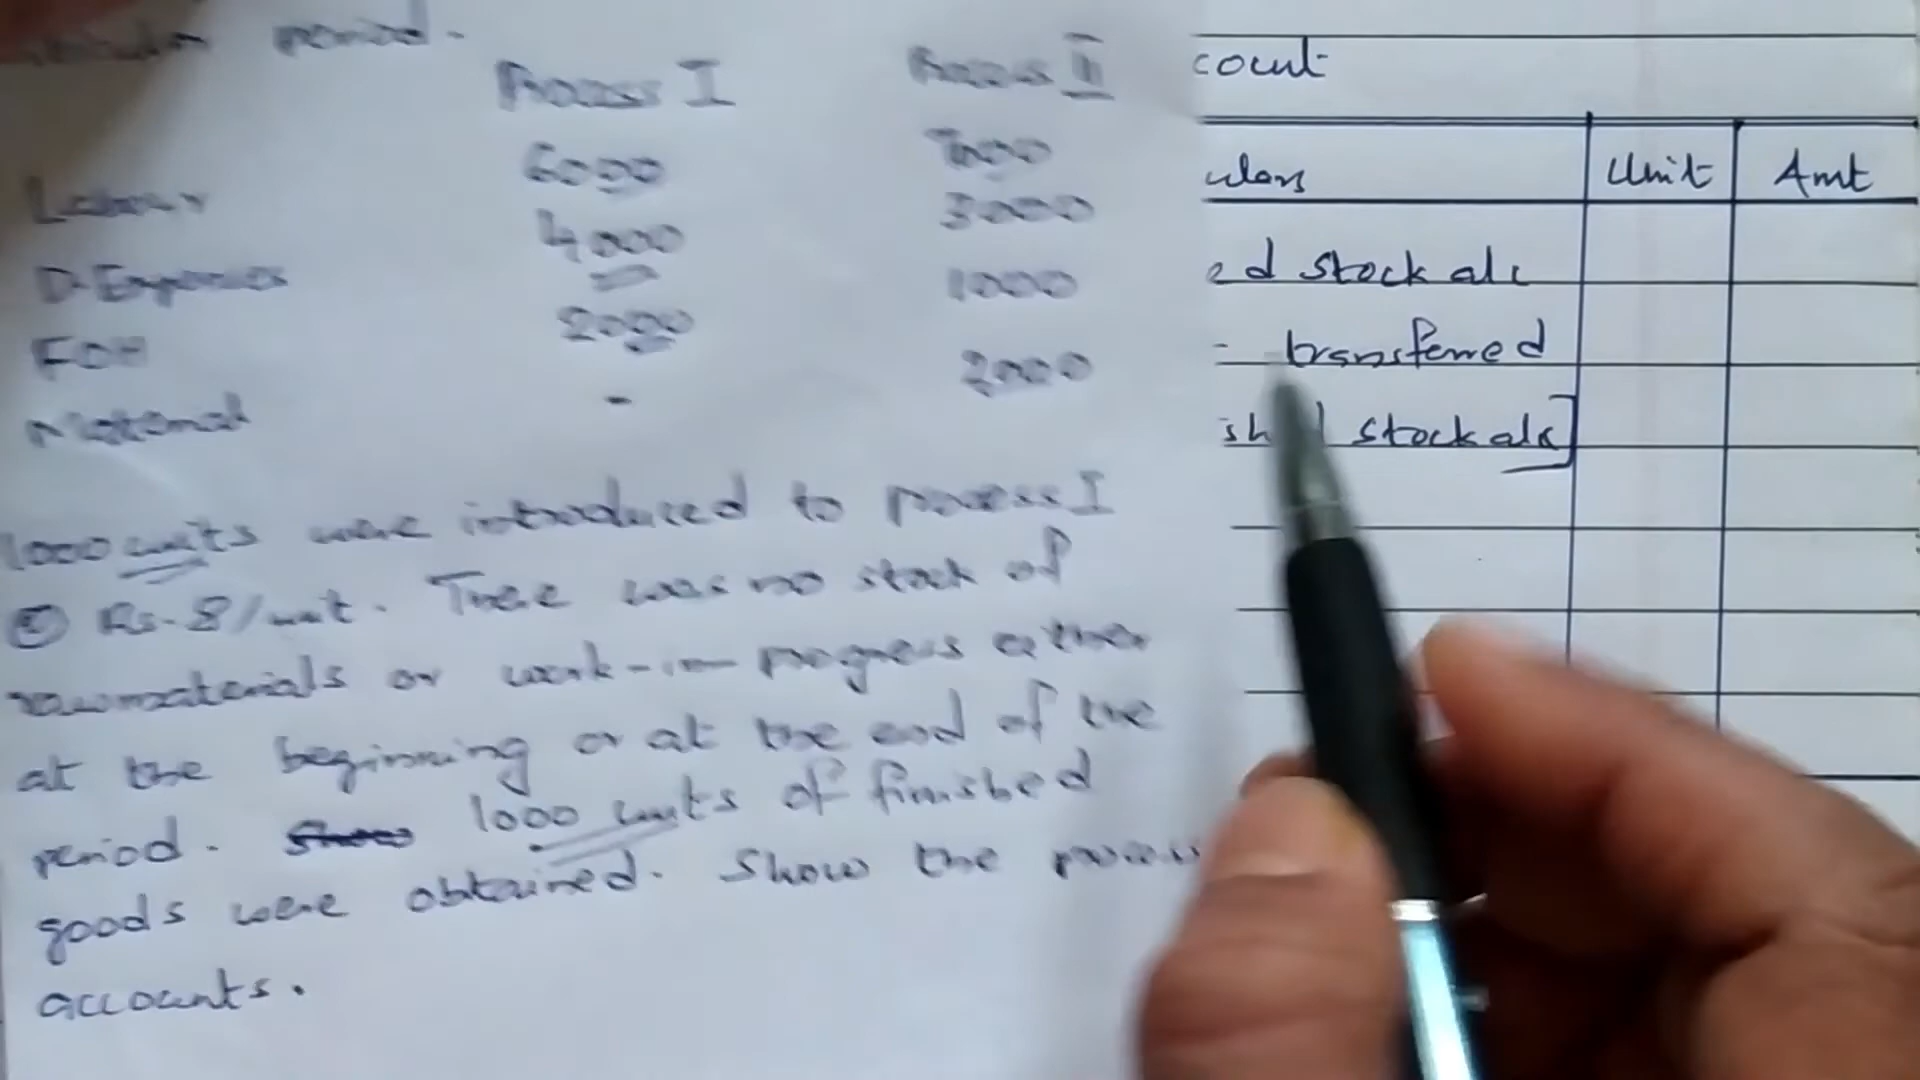 period.
Process I Process II
Labour 6000 7000
D. Expenses 4000 3000
FOH 2000 1000
Material - 2000
1000 units were introduced to process I
@ Rs. 8/unit. There was no stock of
rawmaterials or work-in-progress either
at the beginning or at the end of the
period. 1000 units of finished
goods were obtained. Show the process
accounts.
count
culars Unit Amt
ed stock a/c
- transferred
stock a/c]